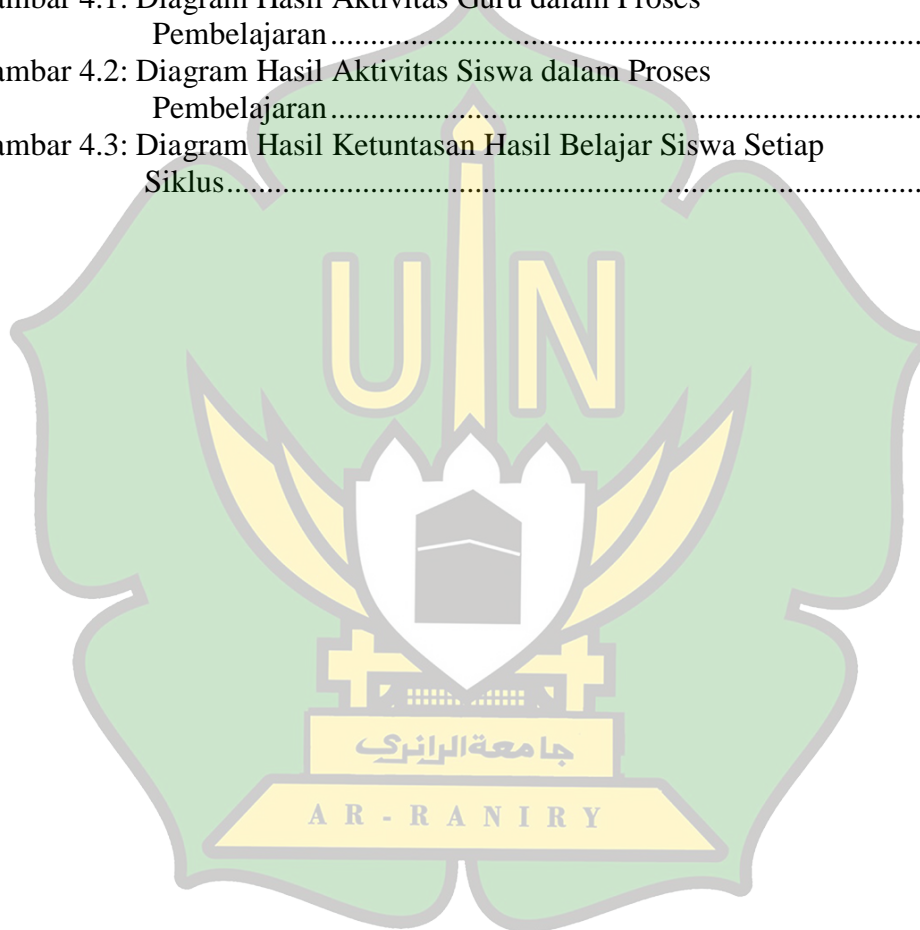 ambar 4.1: Diagram Hasil Aktivitas Guru dalam Proses
Pembelajaran.......................................................................
ambar 4.2: Diagram Hasil Aktivitas Siswa dalam Proses
Pembelajaran.......................................................................
ambar 4.3: Diagram Hasil Ketuntasan Hasil Belajar Siswa Setiap
Siklus..................................................................................
UIN
جامعة الرانري
AR - RANIRY